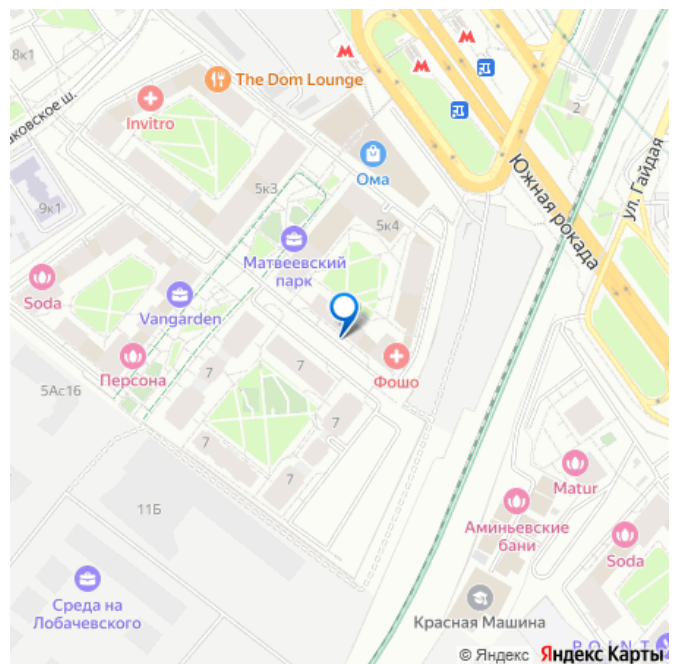 8к1
The Dom Lounge
Invitro
аковское ш.
2
Ома
Южная рокада
ул. Гайдая
9к1
5к3
5к4
Матвеевский
парк
Soda
Vangarden
Персона
7
7
Фошо
5Ас16
7
7
7
11Б
Matur
Аминьевские
бани
Soda
Среда на
Лобачевского
Красная Машина
POINT
© Яндекс Яндекс Карты